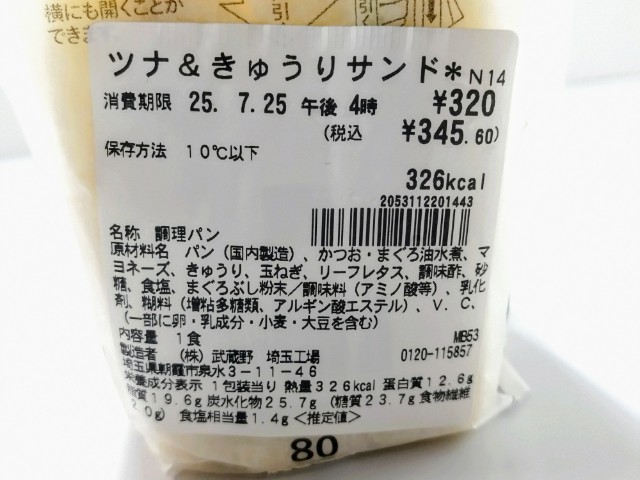 横にも開くことが
できま
引
引
ツナ＆きゅうりサンド＊ N14
消費期限 25. 7.25 午後 4時 ¥320
(税込 ¥345.60)
保存方法 10℃以下
326kcal
2053112201443
名称 調理パン
原材料名 パン（国内製造）、かつお・まぐろ油水煮、マ
ヨネーズ、きゅうり、玉ねぎ、リーフレタス、調味酢、砂
糖、食塩、まぐろぶし粉末／調味料（アミノ酸等）、乳化
剤、糊料（増粘多糖類、アルギン酸エステル）、V．C、
（一部に卵・乳成分・小麦・大豆を含む）
内容量 1食 MB53
製造者 （株）武蔵野 埼玉工場 0120-115857
埼玉県朝霞市泉水3－11－46
栄養成分表示 1包装当り 熱量326kcal 蛋白質12.6g
脂質19.6g 炭水化物25.7g（糖質23.7g 食物繊維
2.0g） 食塩相当量1.4g＜推定値＞
80